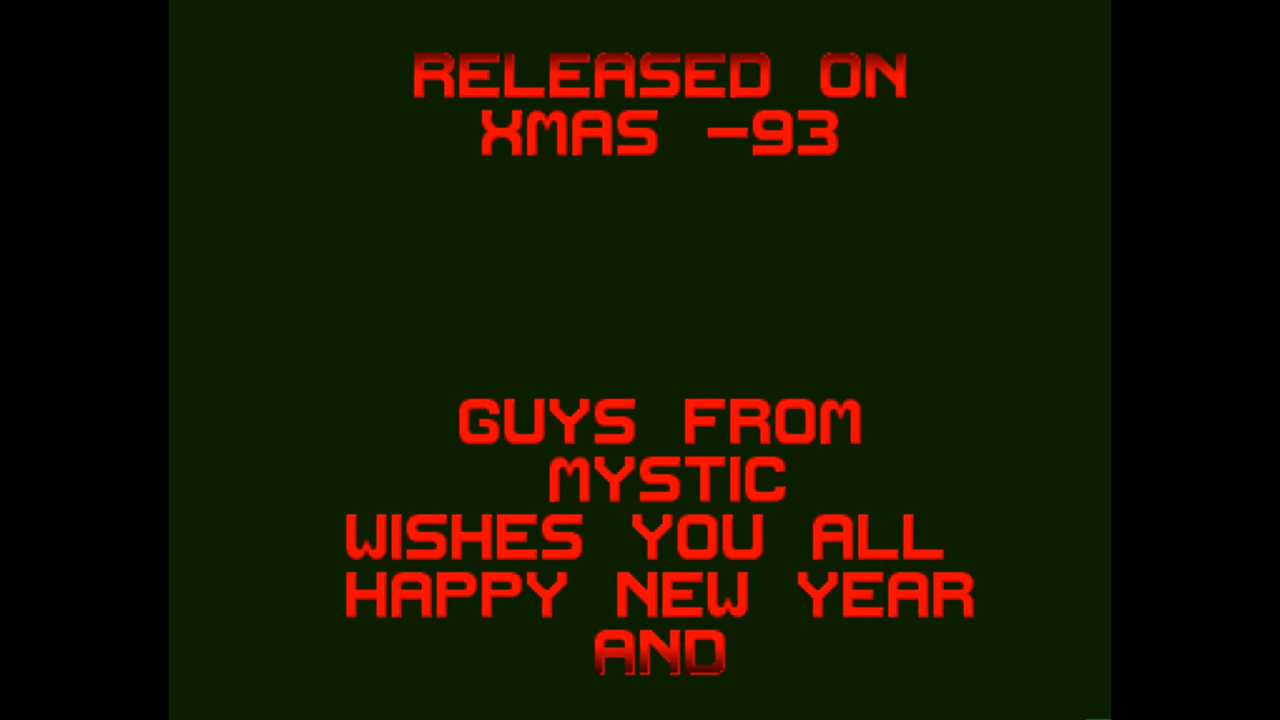 RELEASED ON
XMAS -93
GUYS FROM
MYSTIC
WISHES YOU ALL
HAPPY NEW YEAR
AND